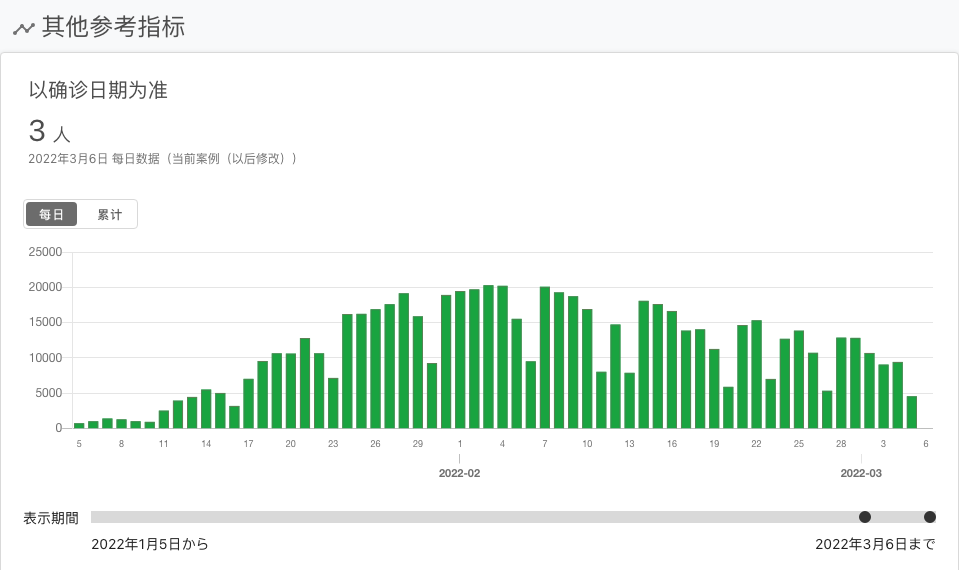 其他参考指标
以确诊日期为准
3 人
2022年3月6日 每日数据（当前案例（以后修改））
每日 累计
25000
20000
15000
10000
5000
0
5 8 11 14 17 20 23 26 29 1 4 7 10 13 16 19 22 25 28 3 6
2022-02 2022-03
表示期間
2022年1月5日から 2022年3月6日まで